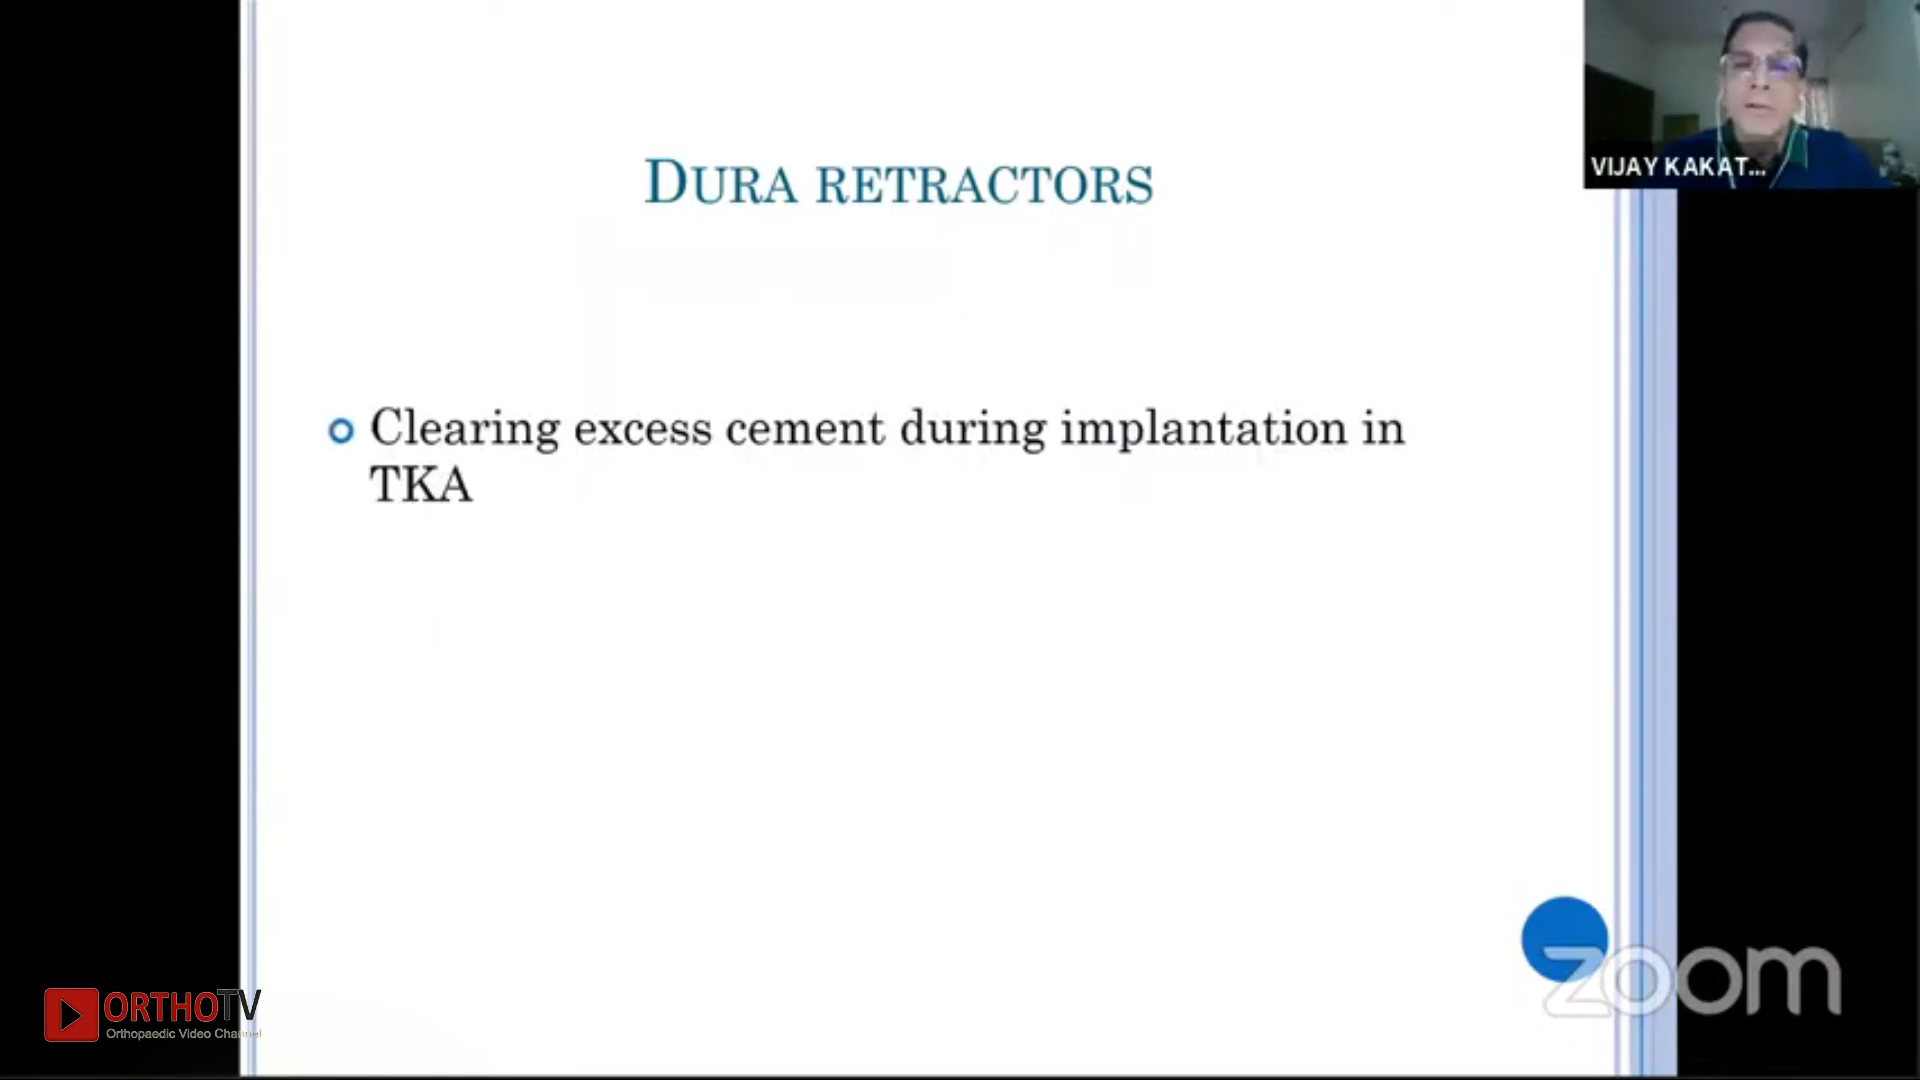 VIJAY KAKAT...
DURA RETRACTORS
Clearing excess cement during implantation in
TKA
ORTHOTV
Orthopaedic Video Channel
zoom